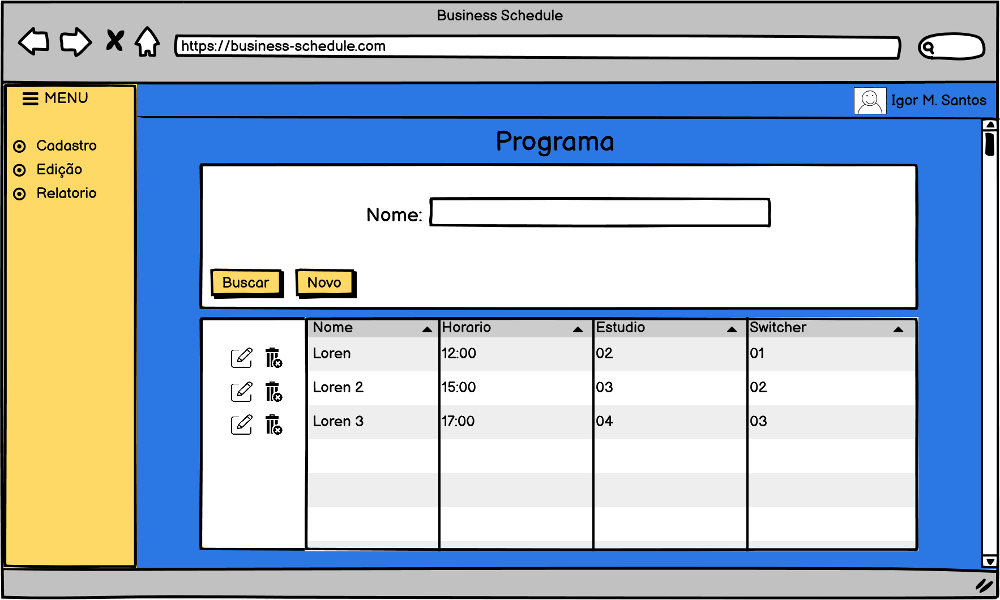 Business Schedule
https://business-schedule.com
MENU
Igor M. Santos
Cadastro
Edição
Relatorio
Programa
Nome:
Buscar Novo
Nome Horario Estudio Switcher
Loren 12:00 02 01
Loren 2 15:00 03 02
Loren 3 17:00 04 03